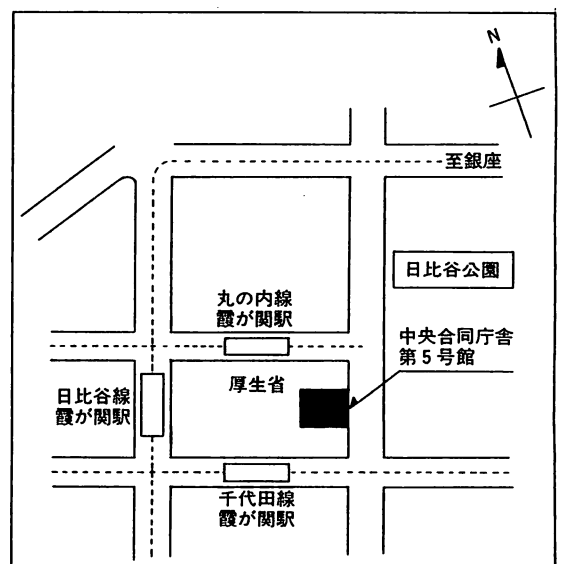 N
至銀座
日比谷公園
丸の内線
霞が関駅
中央合同庁舎
第5号館
厚生省
日比谷線
霞が関駅
千代田線
霞が関駅